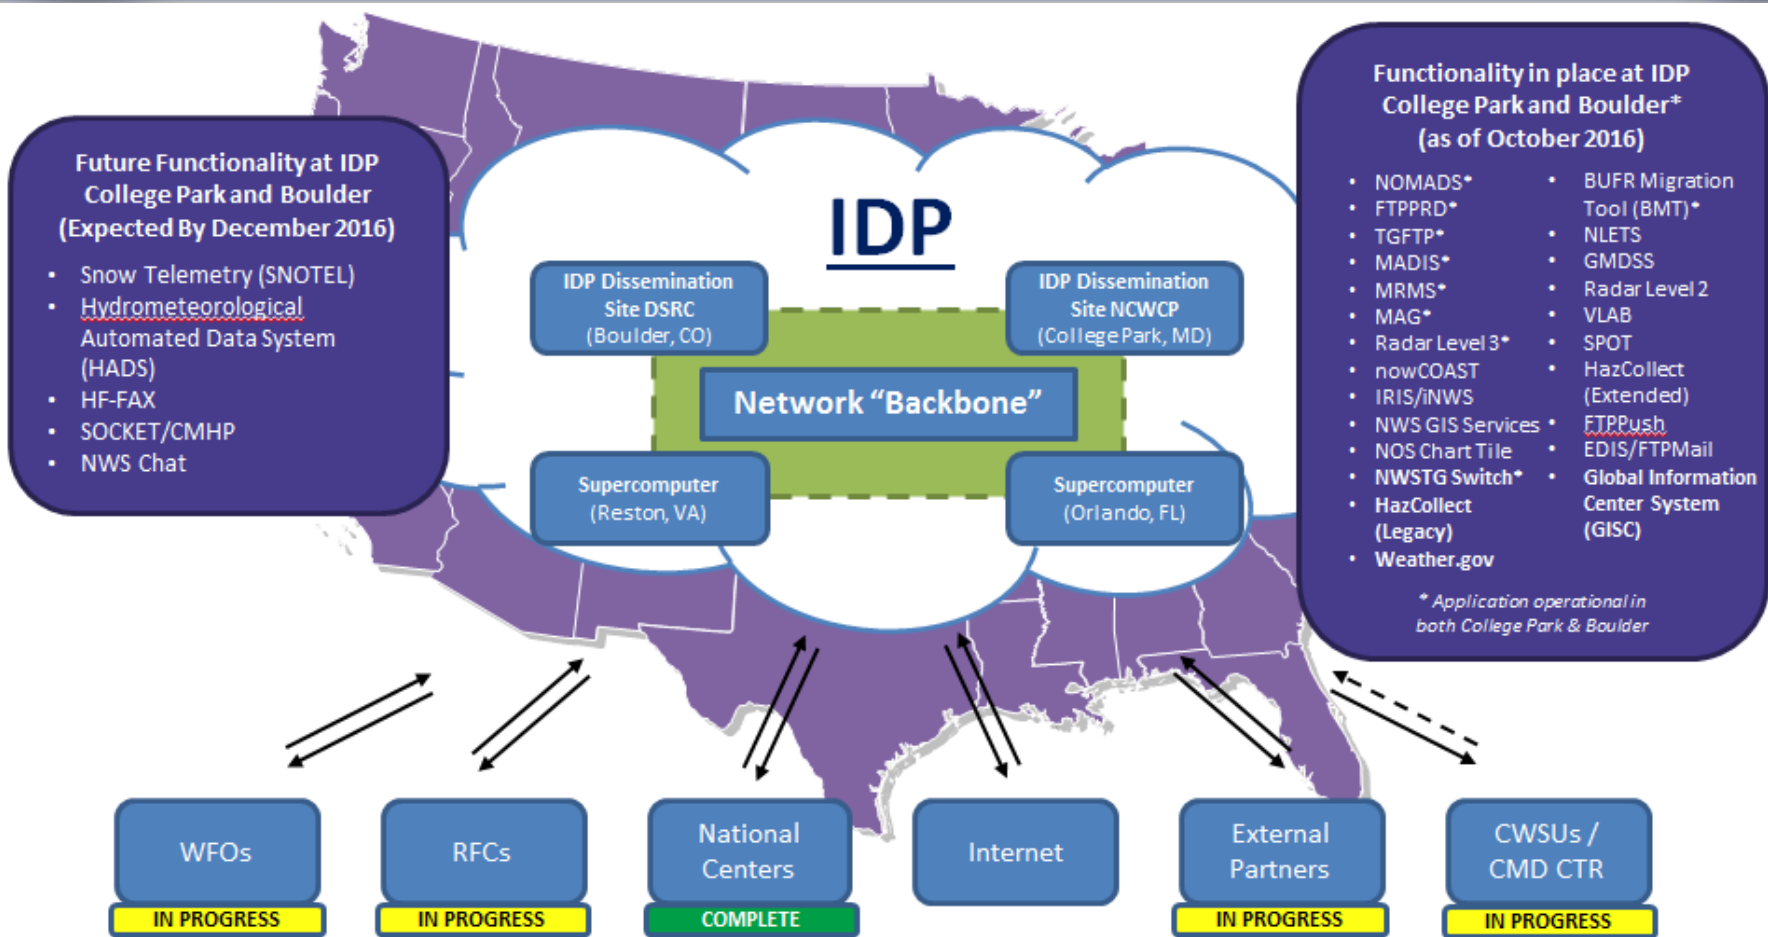 Future Functionality at IDP
College Park and Boulder
(Expected By December 2016)
• Snow Telemetry (SNOTEL)
• Hydrometeorological
Automated Data System
(HADS)
• HF-FAX
• SOCKET/CMHP
• NWS Chat
IDP
IDP Dissemination
Site DSRC
(Boulder, CO)
IDP Dissemination
Site NCWCP
(College Park, MD)
Network “Backbone”
Supercomputer
(Reston, VA)
Supercomputer
(Orlando, FL)
Functionality in place at IDP
College Park and Boulder*
(as of October 2016)
• NOMADS*
• FTPPRD*
• TGFTP*
• MADIS*
• MRMS*
• MAG*
• Radar Level 3*
• nowCOAST
• IRIS/iNWS
• NWS GIS Services
• NOS Chart Tile
• NWSTG Switch*
• HazCollect
(Legacy)
• Weather.gov
• BUFR Migration
Tool (BMT)*
• NLETS
• GMDSS
• Radar Level 2
• VLAB
• SPOT
• HazCollect
(Extended)
• FTPPush
• EDIS/FTPMail
• Global Information
Center System
(GISC)
* Application operational in
both College Park & Boulder
WFOs
IN PROGRESS
RFCs
IN PROGRESS
National
Centers
COMPLETE
Internet
External
Partners
IN PROGRESS
CWSUs /
CMD CTR
IN PROGRESS